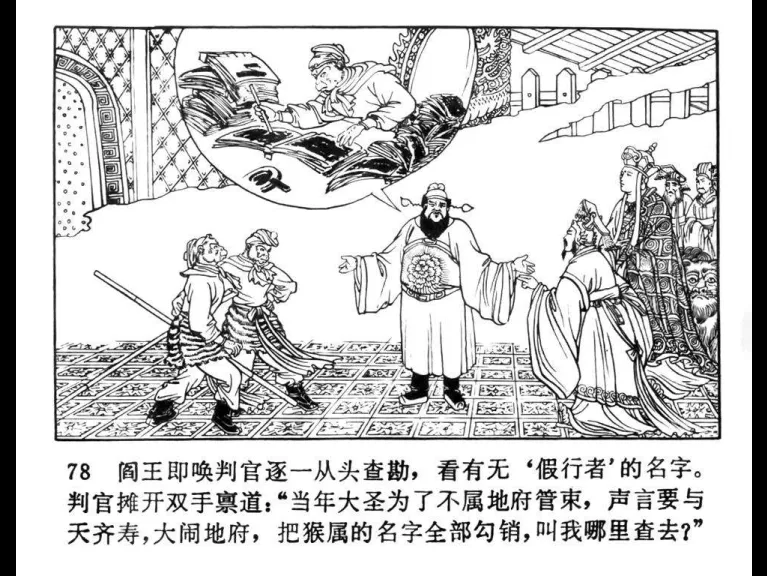 78 阎王即唤判官逐一从头查勘，看有无‘假行者’的名字。
判官摊开双手禀道：“当年大圣为了不属地府管束，声言要与
天齐寿，大闹地府，把猴属的名字全部勾销，叫我哪里查去？”